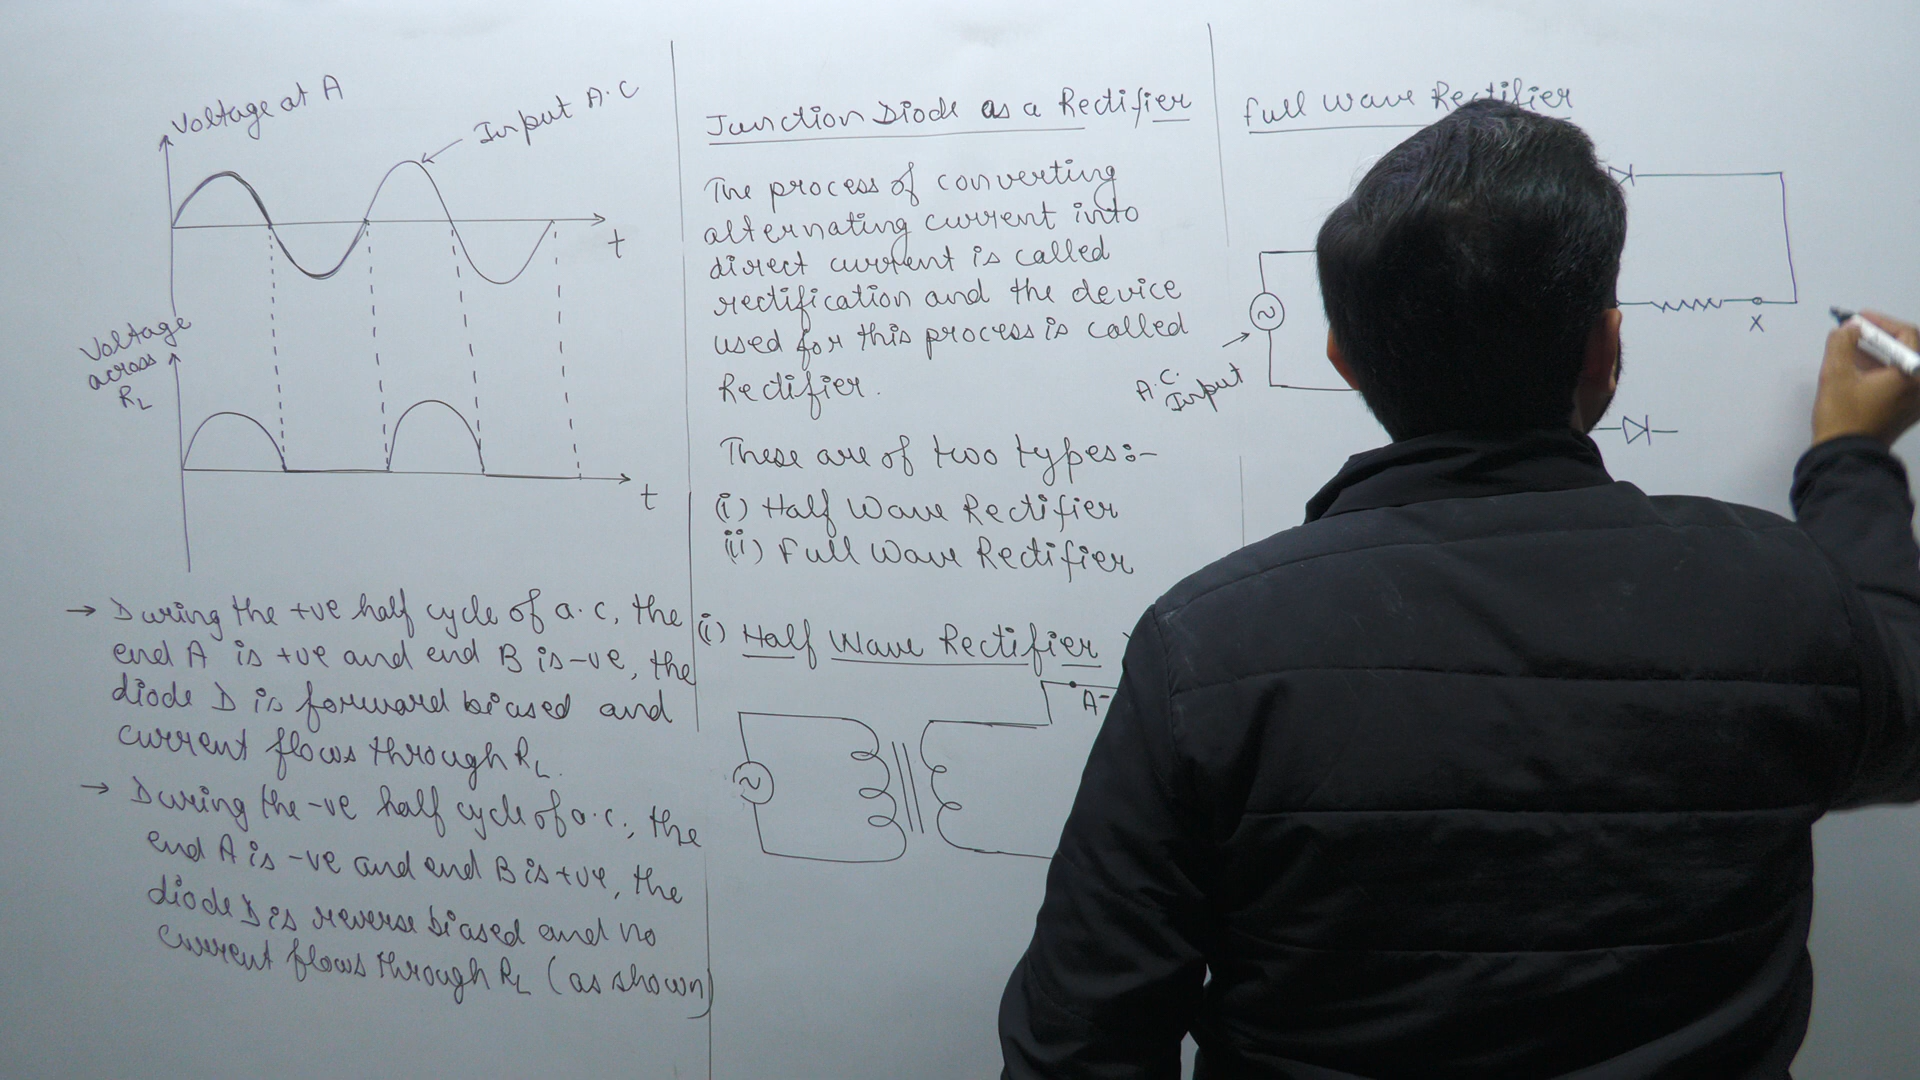 Voltage at A
Input A.C
t
Voltage
across
RL
t
→ During the +ve half cycle of a.c, the
end A is +ve and end B is -ve, the
diode D is forward biased and
current flows through RL.
→ During the -ve half cycle of a.c., the
end A is -ve and end B is +ve, the
diode D is reverse biased and no
current flows through RL (as shown)
Junction Diode as a Rectifier
The process of converting
alternating current into
direct current is called
rectification and the device
used for this process is called
Rectifier.
These are of two types:-
(i) Half Wave Rectifier
(ii) Full Wave Rectifier
(i) Half Wave Rectifier
A
Full Wave Rectifier
A.C.
Input
X